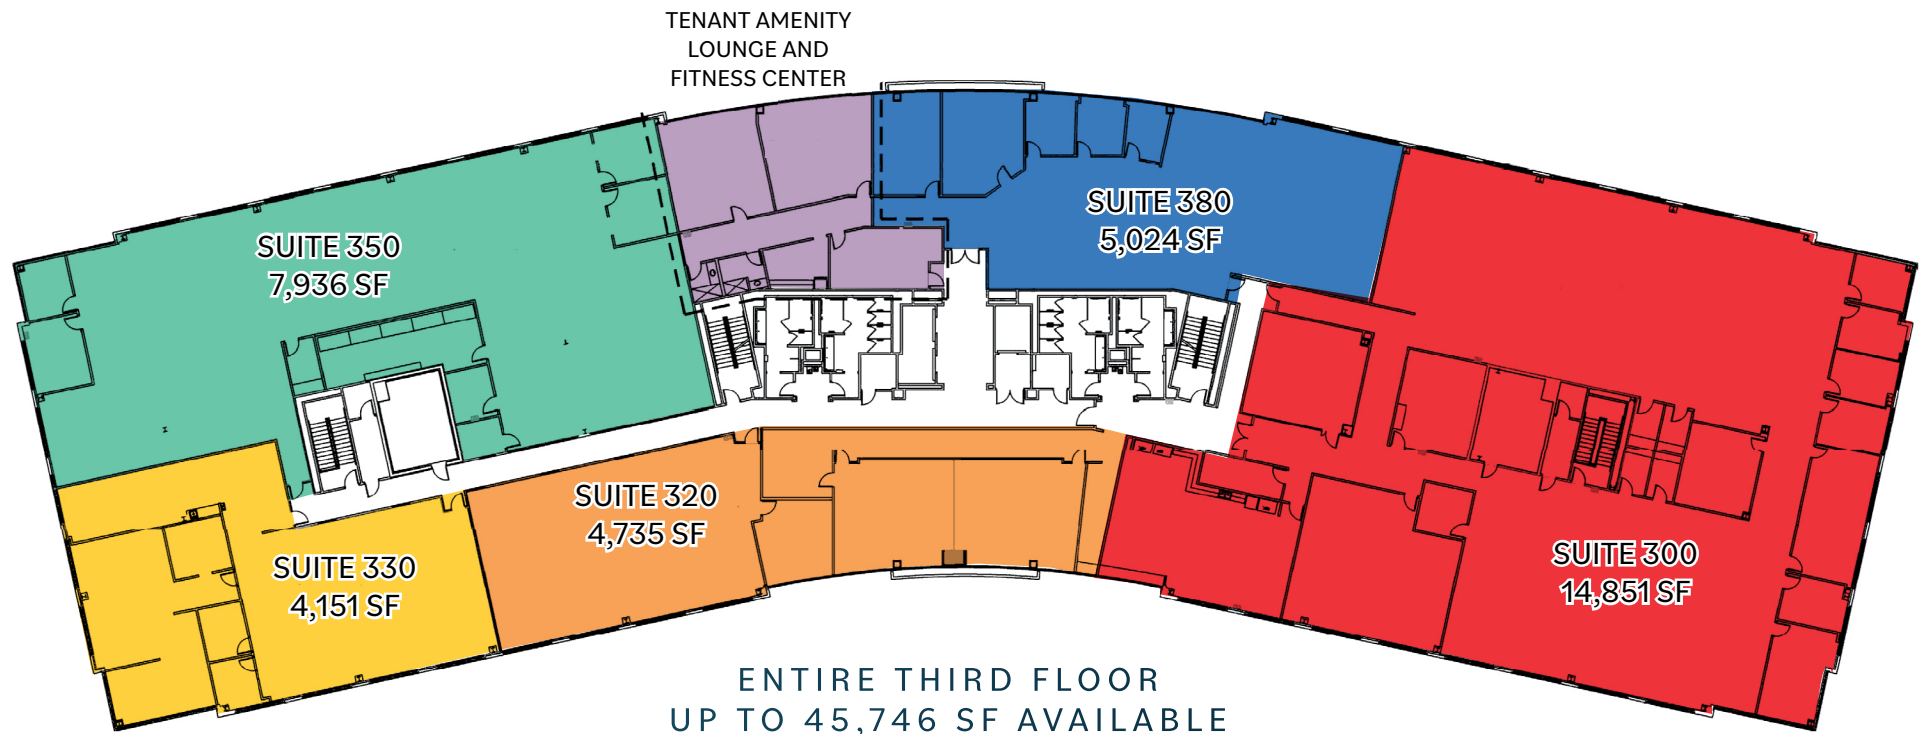 TENANT AMENITY
LOUNGE AND
FITNESS CENTER
SUITE 380
5,024 SF
SUITE 350
7,936 SF
SUITE 320
4,735 SF
SUITE 330
4,151 SF
SUITE 300
14,851 SF
ENTIRE THIRD FLOOR
UP TO 45,746 SF AVAILABLE